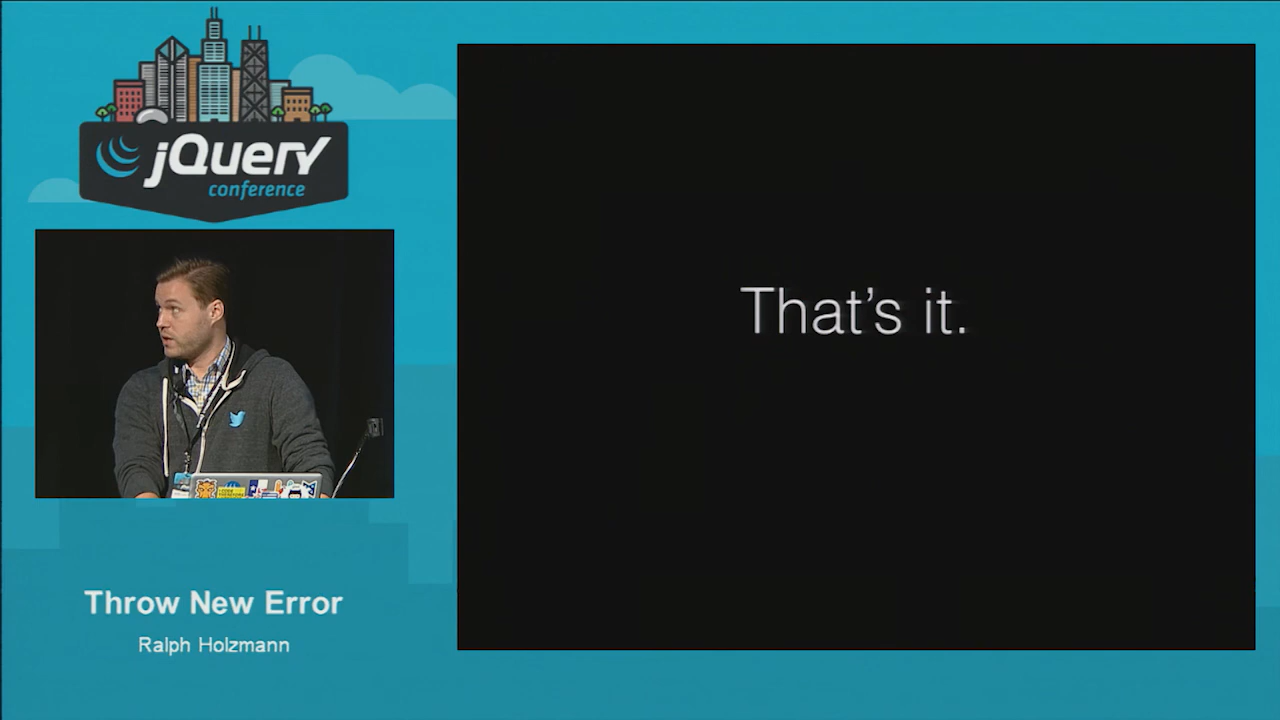 jQuery
conference
That's it.
Throw New Error
Ralph Holzmann